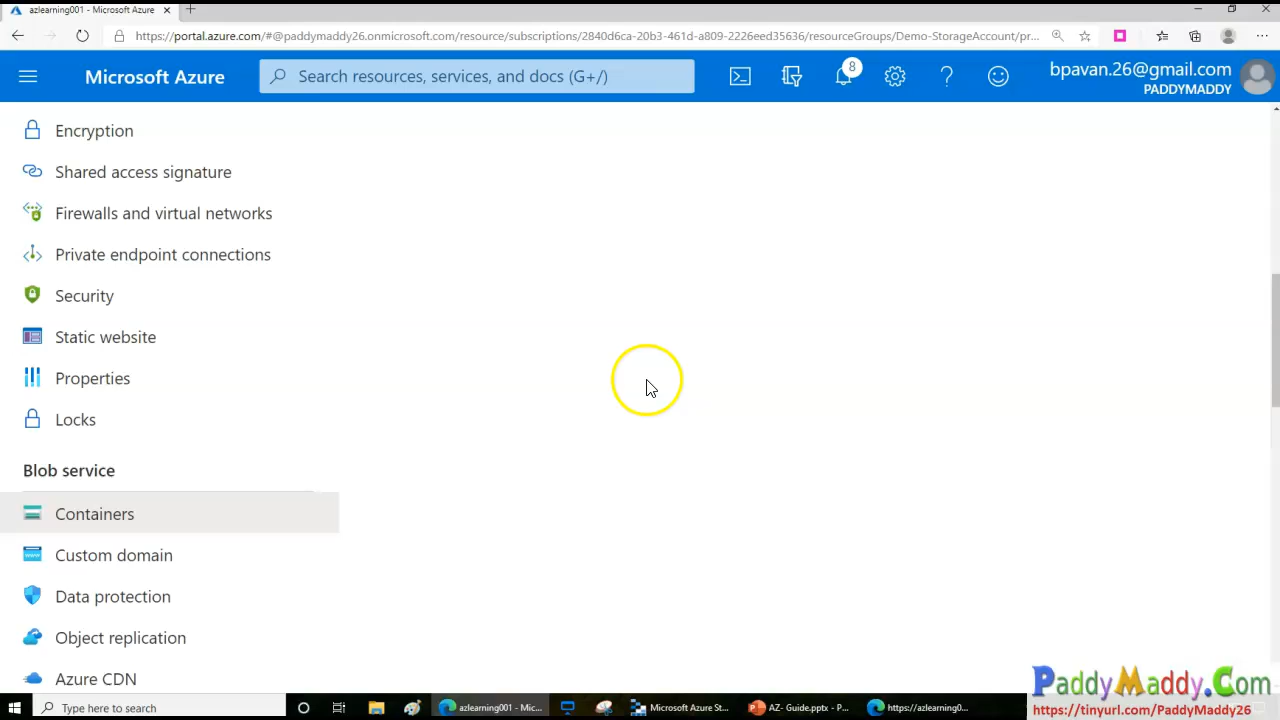 azlearning001 - Microsoft Azure
https://portal.azure.com/#@paddymaddy26.onmicrosoft.com/resource/subscriptions/2840d6ca-20b3-461d-a809-2226eed35636/resourceGroups/Demo-StorageAccount/pr...
Microsoft Azure
Search resources, services, and docs (G+/)
8
bpavan.26@gmail.com
PADDYMADDY
Encryption
Shared access signature
Firewalls and virtual networks
Private endpoint connections
Security
Static website
Properties
Locks
Blob service
Containers
Custom domain
Data protection
Object replication
Azure CDN
PaddyMaddy.Com
https://tinyurl.com/PaddyMaddy26
Type here to search
azlearning001 - Mic...
Microsoft Azure St...
AZ- Guide.pptx - P...
https://azlearning0...